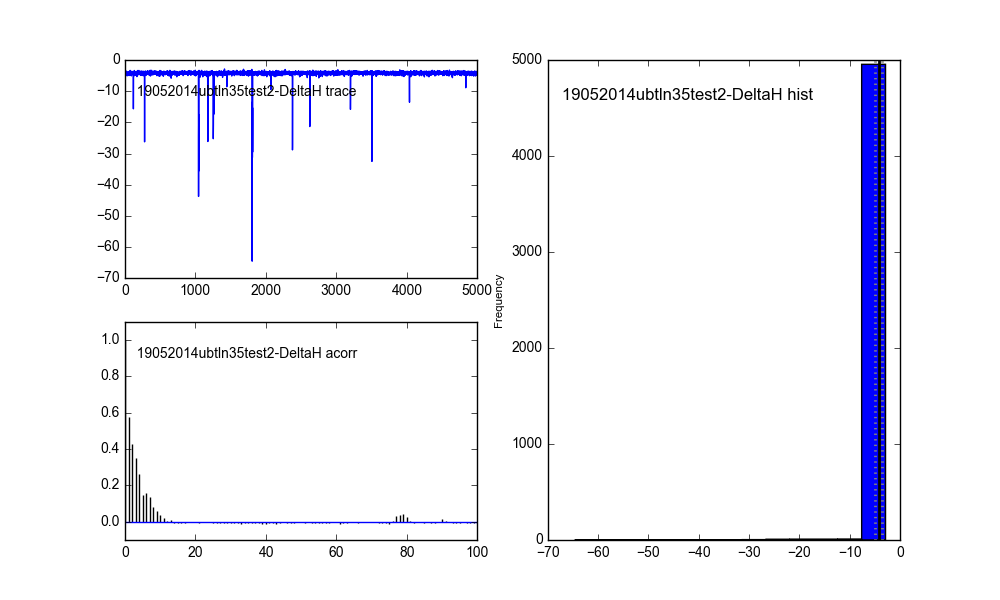 0
−10
−20
−30
−40
−50
−60
−70
0 1000 2000 3000 4000 5000
19052014ubtln35test2-DeltaH trace
1.0
0.8
0.6
0.4
0.2
0.0
0 20 40 60 80 100
19052014ubtln35test2-DeltaH acorr
Frequency
5000
4000
3000
2000
1000
0
−70 −60 −50 −40 −30 −20 −10 0
19052014ubtln35test2-DeltaH hist